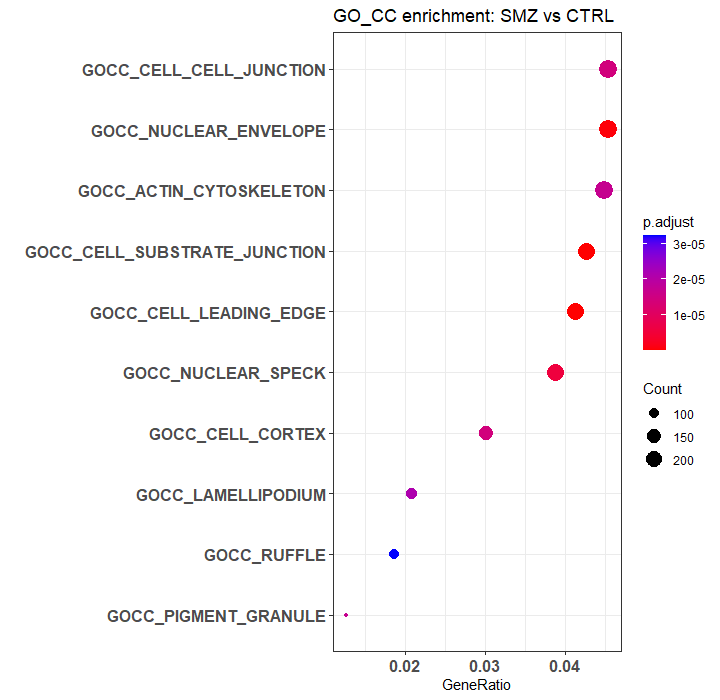 GO_CC enrichment: SMZ vs CTRL
GOCC_CELL_CELL_JUNCTION
GOCC_NUCLEAR_ENVELOPE
GOCC_ACTIN_CYTOSKELETON
GOCC_CELL_SUBSTRATE_JUNCTION
GOCC_CELL_LEADING_EDGE
GOCC_NUCLEAR_SPECK
GOCC_CELL_CORTEX
GOCC_LAMELLIPODIUM
GOCC_RUFFLE
GOCC_PIGMENT_GRANULE
0.02 0.03 0.04
GeneRatio
p.adjust
3e-05
2e-05
1e-05
Count
100
150
200